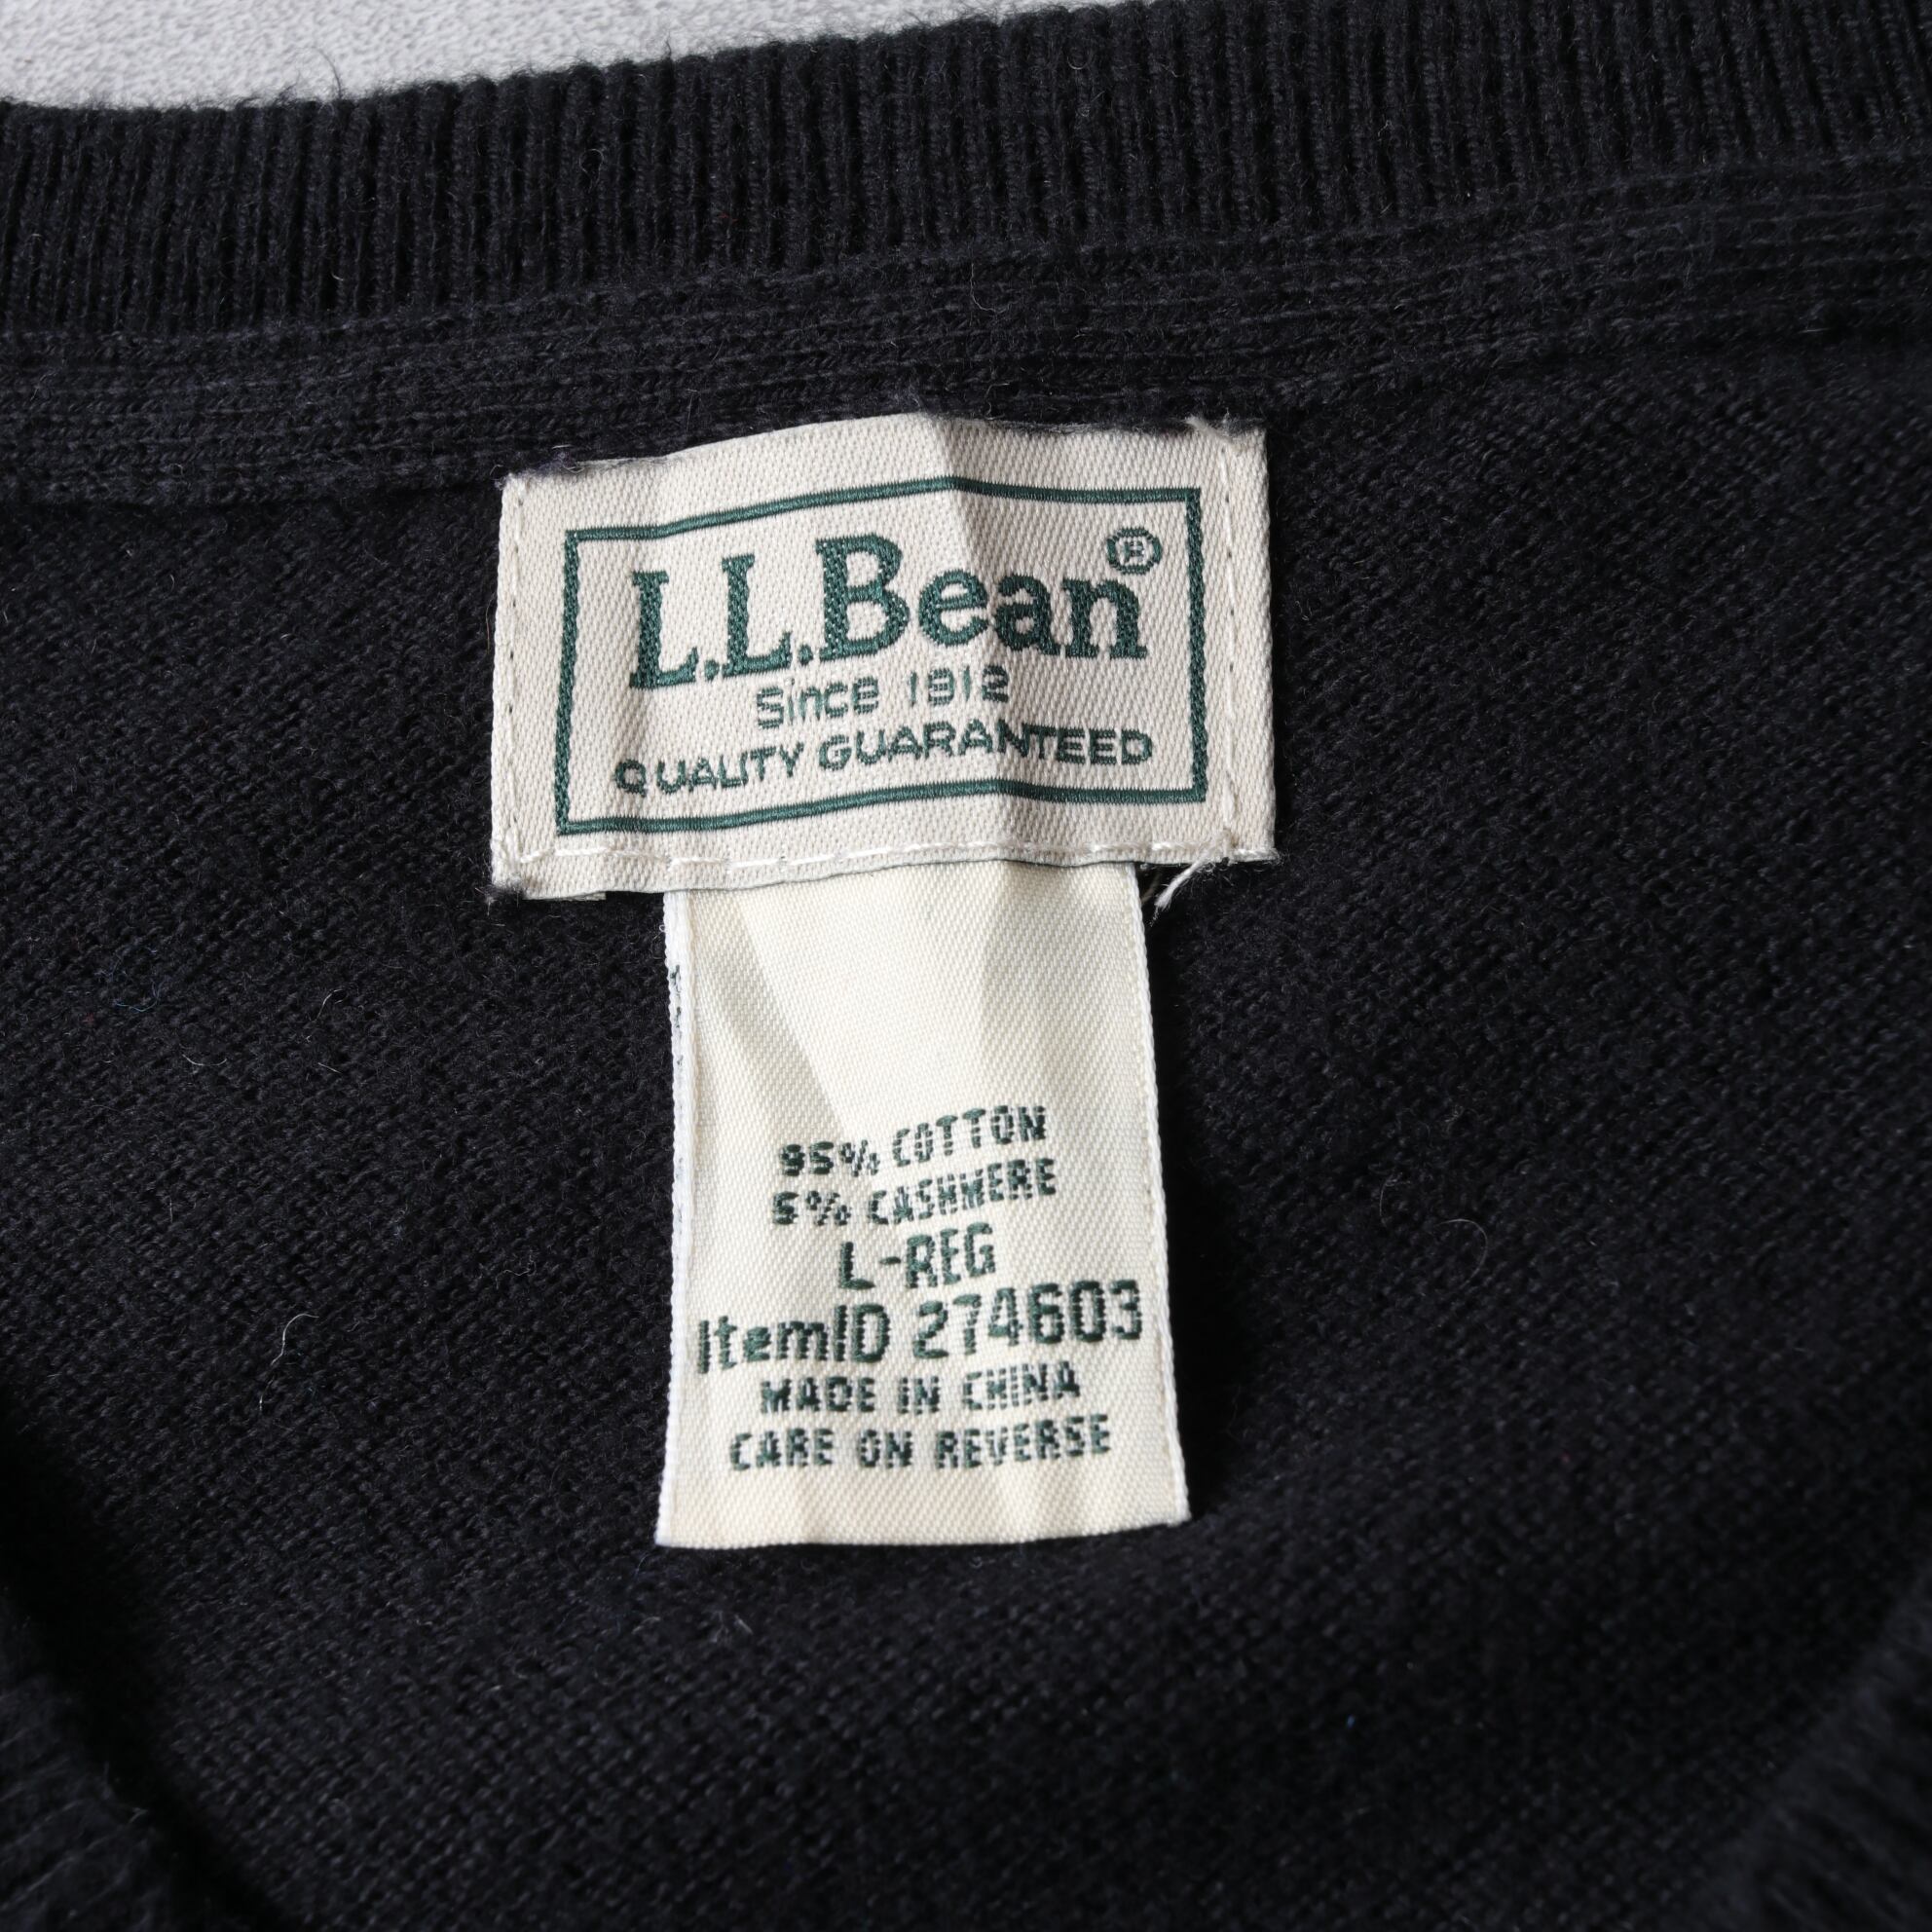 L.L.Bean®
Since 1912
QUALITY GUARANTEED
95% COTTON
5% CASHMERE
L-REG
ItemID 274603
MADE IN CHINA
CARE ON REVERSE